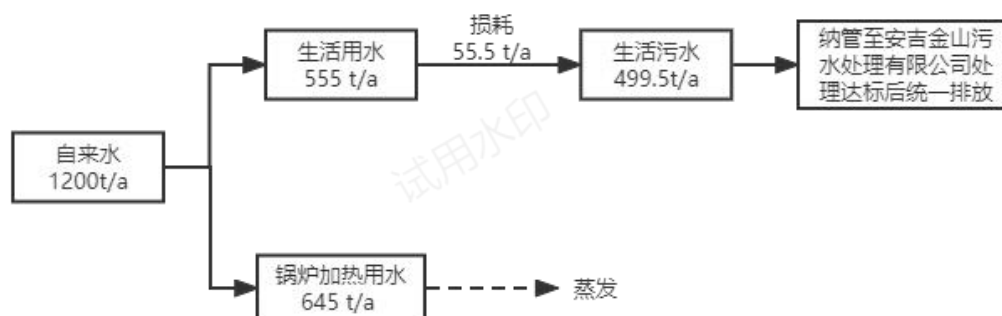 自来水
1200t/a
生活用水
555 t/a
损耗
55.5 t/a
生活污水
499.5t/a
纳管至安吉金山污
水处理有限公司处
理达标后统一排放
锅炉加热用水
645 t/a
蒸发
试用水印